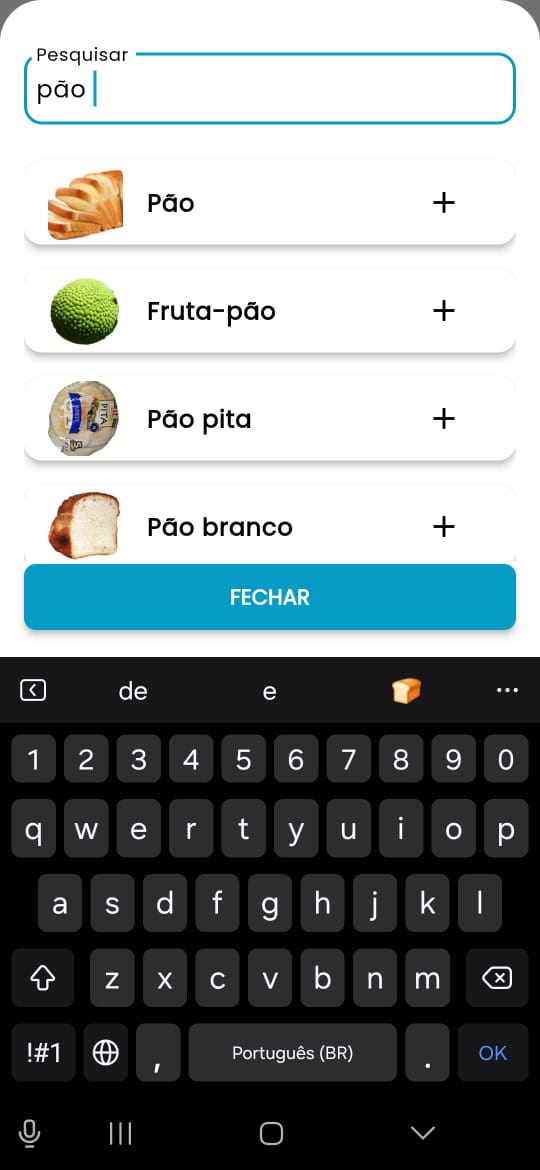 Pesquisar
pão
Pão
Fruta-pão
Pão pita
PITA
Pão branco
FECHAR
de e
1 2 3 4 5 6 7 8 9 0
q w e r t y u i o p
a s d f g h j k l
z x c v b n m
!#1 , Português (BR) . OK